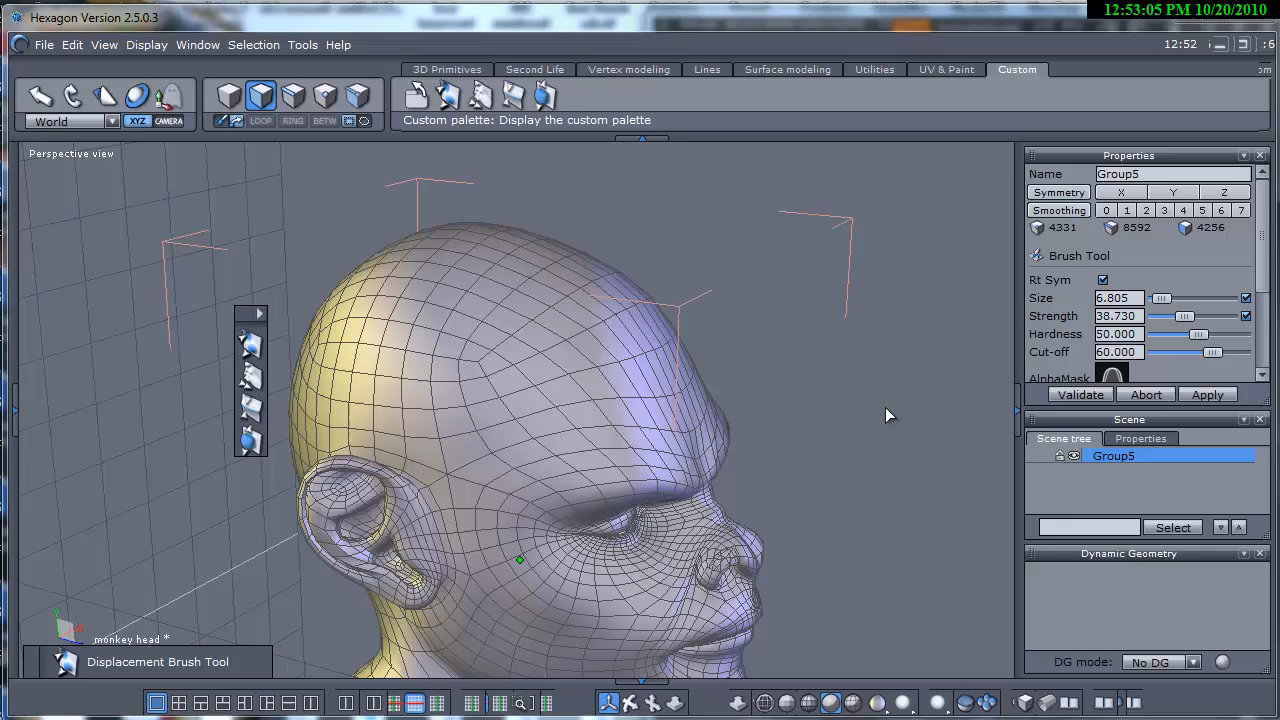 12:53:05 PM 10/20/2010
Hexagon Version 2.5.0.3
File Edit View Display Window Selection Tools Help
12:52
3D Primitives Second Life Vertex modeling Lines Surface modeling Utilities UV & Paint Custom
World XYZ CAMERA LOOP RING BETW
Custom palette: Display the custom palette
Perspective view
Properties
Name Group5
Symmetry X Y Z
Smoothing 0 1 2 3 4 5 6 7
4331 8592 4256
Brush Tool
Rt Sym
Size 6.805
Strength 38.730
Hardness 50.000
Cut-off 60.000
AlphaMask
Validate Abort Apply
Scene
Scene tree Properties
Group5
Select
Dynamic Geometry
DG mode: No DG
monkey head *
Displacement Brush Tool